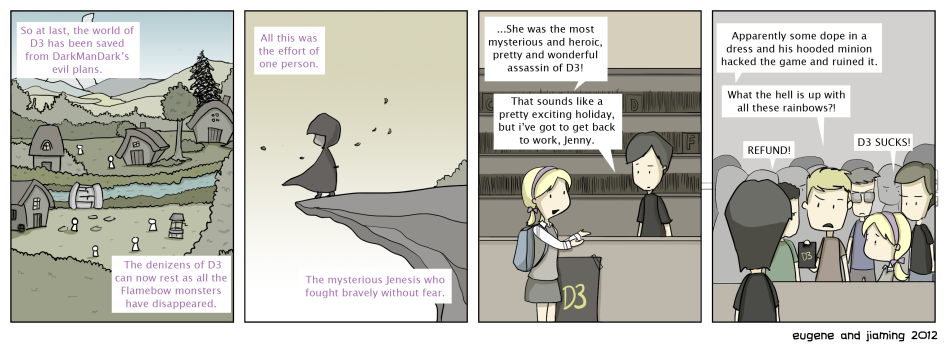 So at last, the world of
D3 has been saved
from DarkManDark's
evil plans.
The denizens of D3
can now rest as all the
Flamebow monsters
have disappeared.
All this was
the effort of
one person.
The mysterious Jenesis who
fought bravely without fear.
...She was the most
mysterious and heroic,
pretty and wonderful
assassin of D3!
That sounds like a
pretty exciting holiday,
but i've got to get back
to work, Jenny.
D
F
D3
Apparently some dope in a
dress and his hooded minion
hacked the game and ruined it.
What the hell is up with
all these rainbows?!
REFUND!
D3 SUCKS!
D3
eugene and jiaming 2012